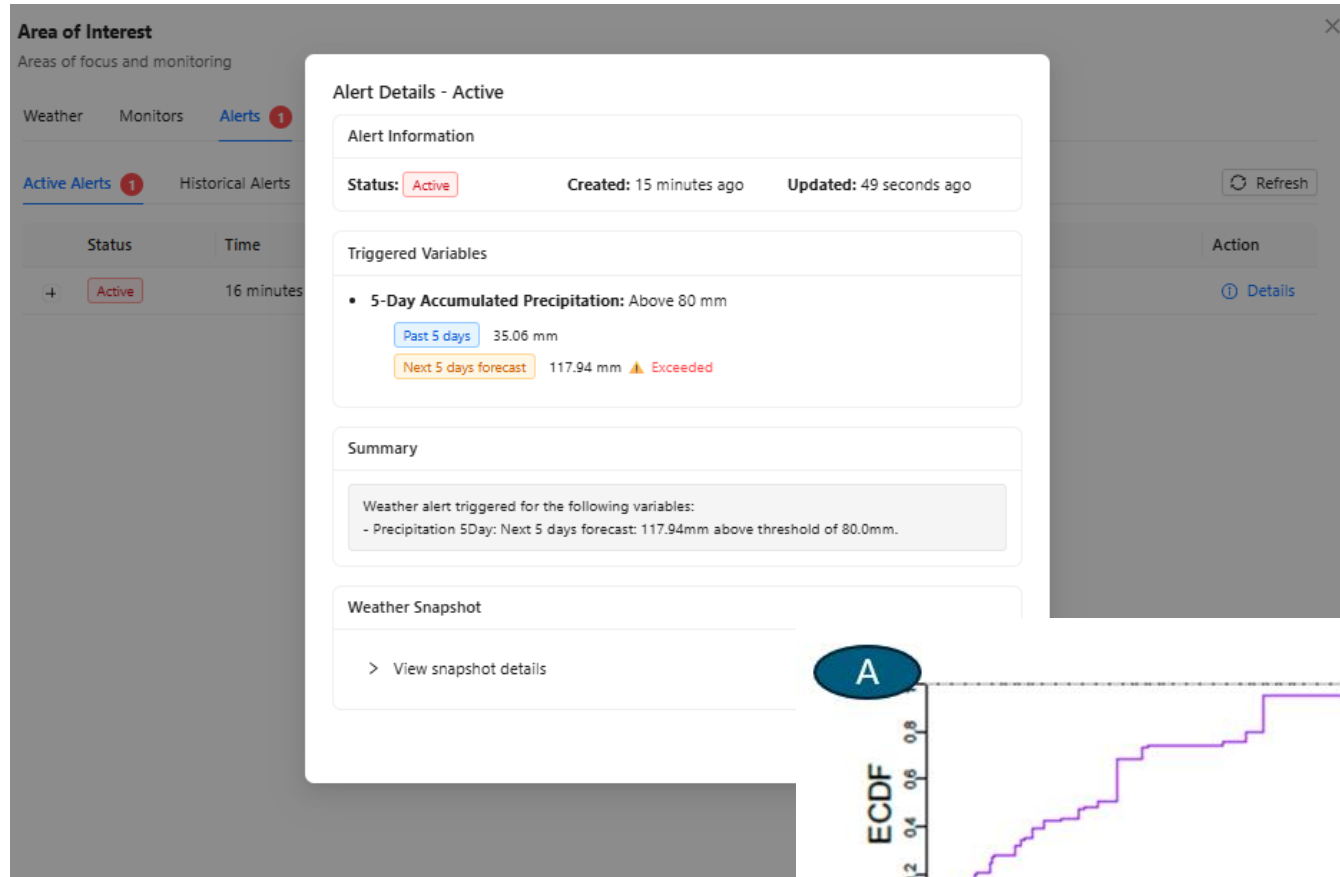 Area of Interest
Areas of focus and monitoring
Weather Monitors Alerts 1
Active Alerts 1 Historical Alerts
Refresh
Status Time Action
Active 16 minutes Details
Alert Details - Active
Alert Information
Status: Active Created: 15 minutes ago Updated: 49 seconds ago
Triggered Variables
• 5-Day Accumulated Precipitation: Above 80 mm
Past 5 days 35.06 mm
Next 5 days forecast 117.94 mm ⚠ Exceeded
Summary
Weather alert triggered for the following variables:
- Precipitation 5Day: Next 5 days forecast: 117.94mm above threshold of 80.0mm.
Weather Snapshot
> View snapshot details
A
0.8
0.6
0.4
ECDF